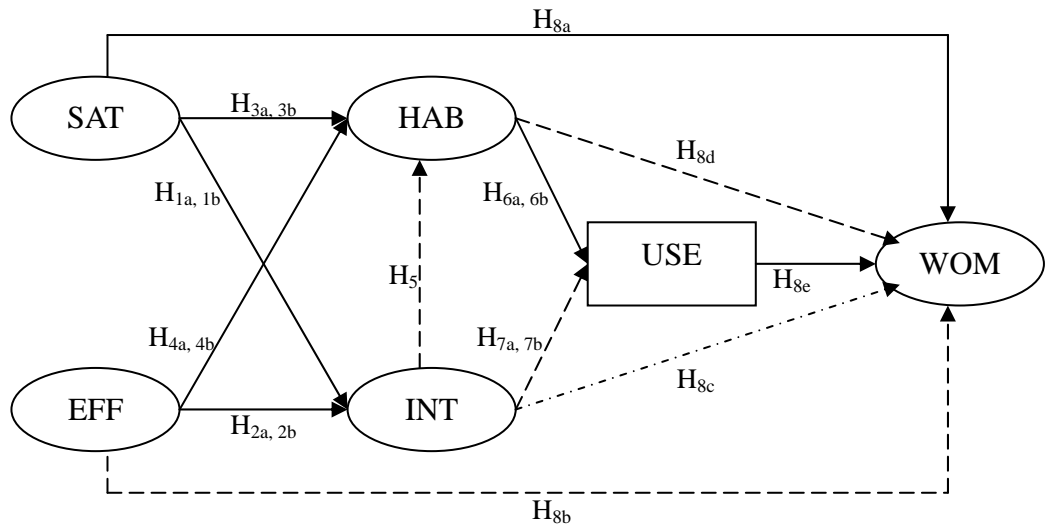 H8a
SAT
H3a, 3b
HAB
H8d
H1a, 1b
H6a, 6b
USE
WOM
H5
H8e
H4a, 4b
H7a, 7b
H8c
EFF
H2a, 2b
INT
H8b